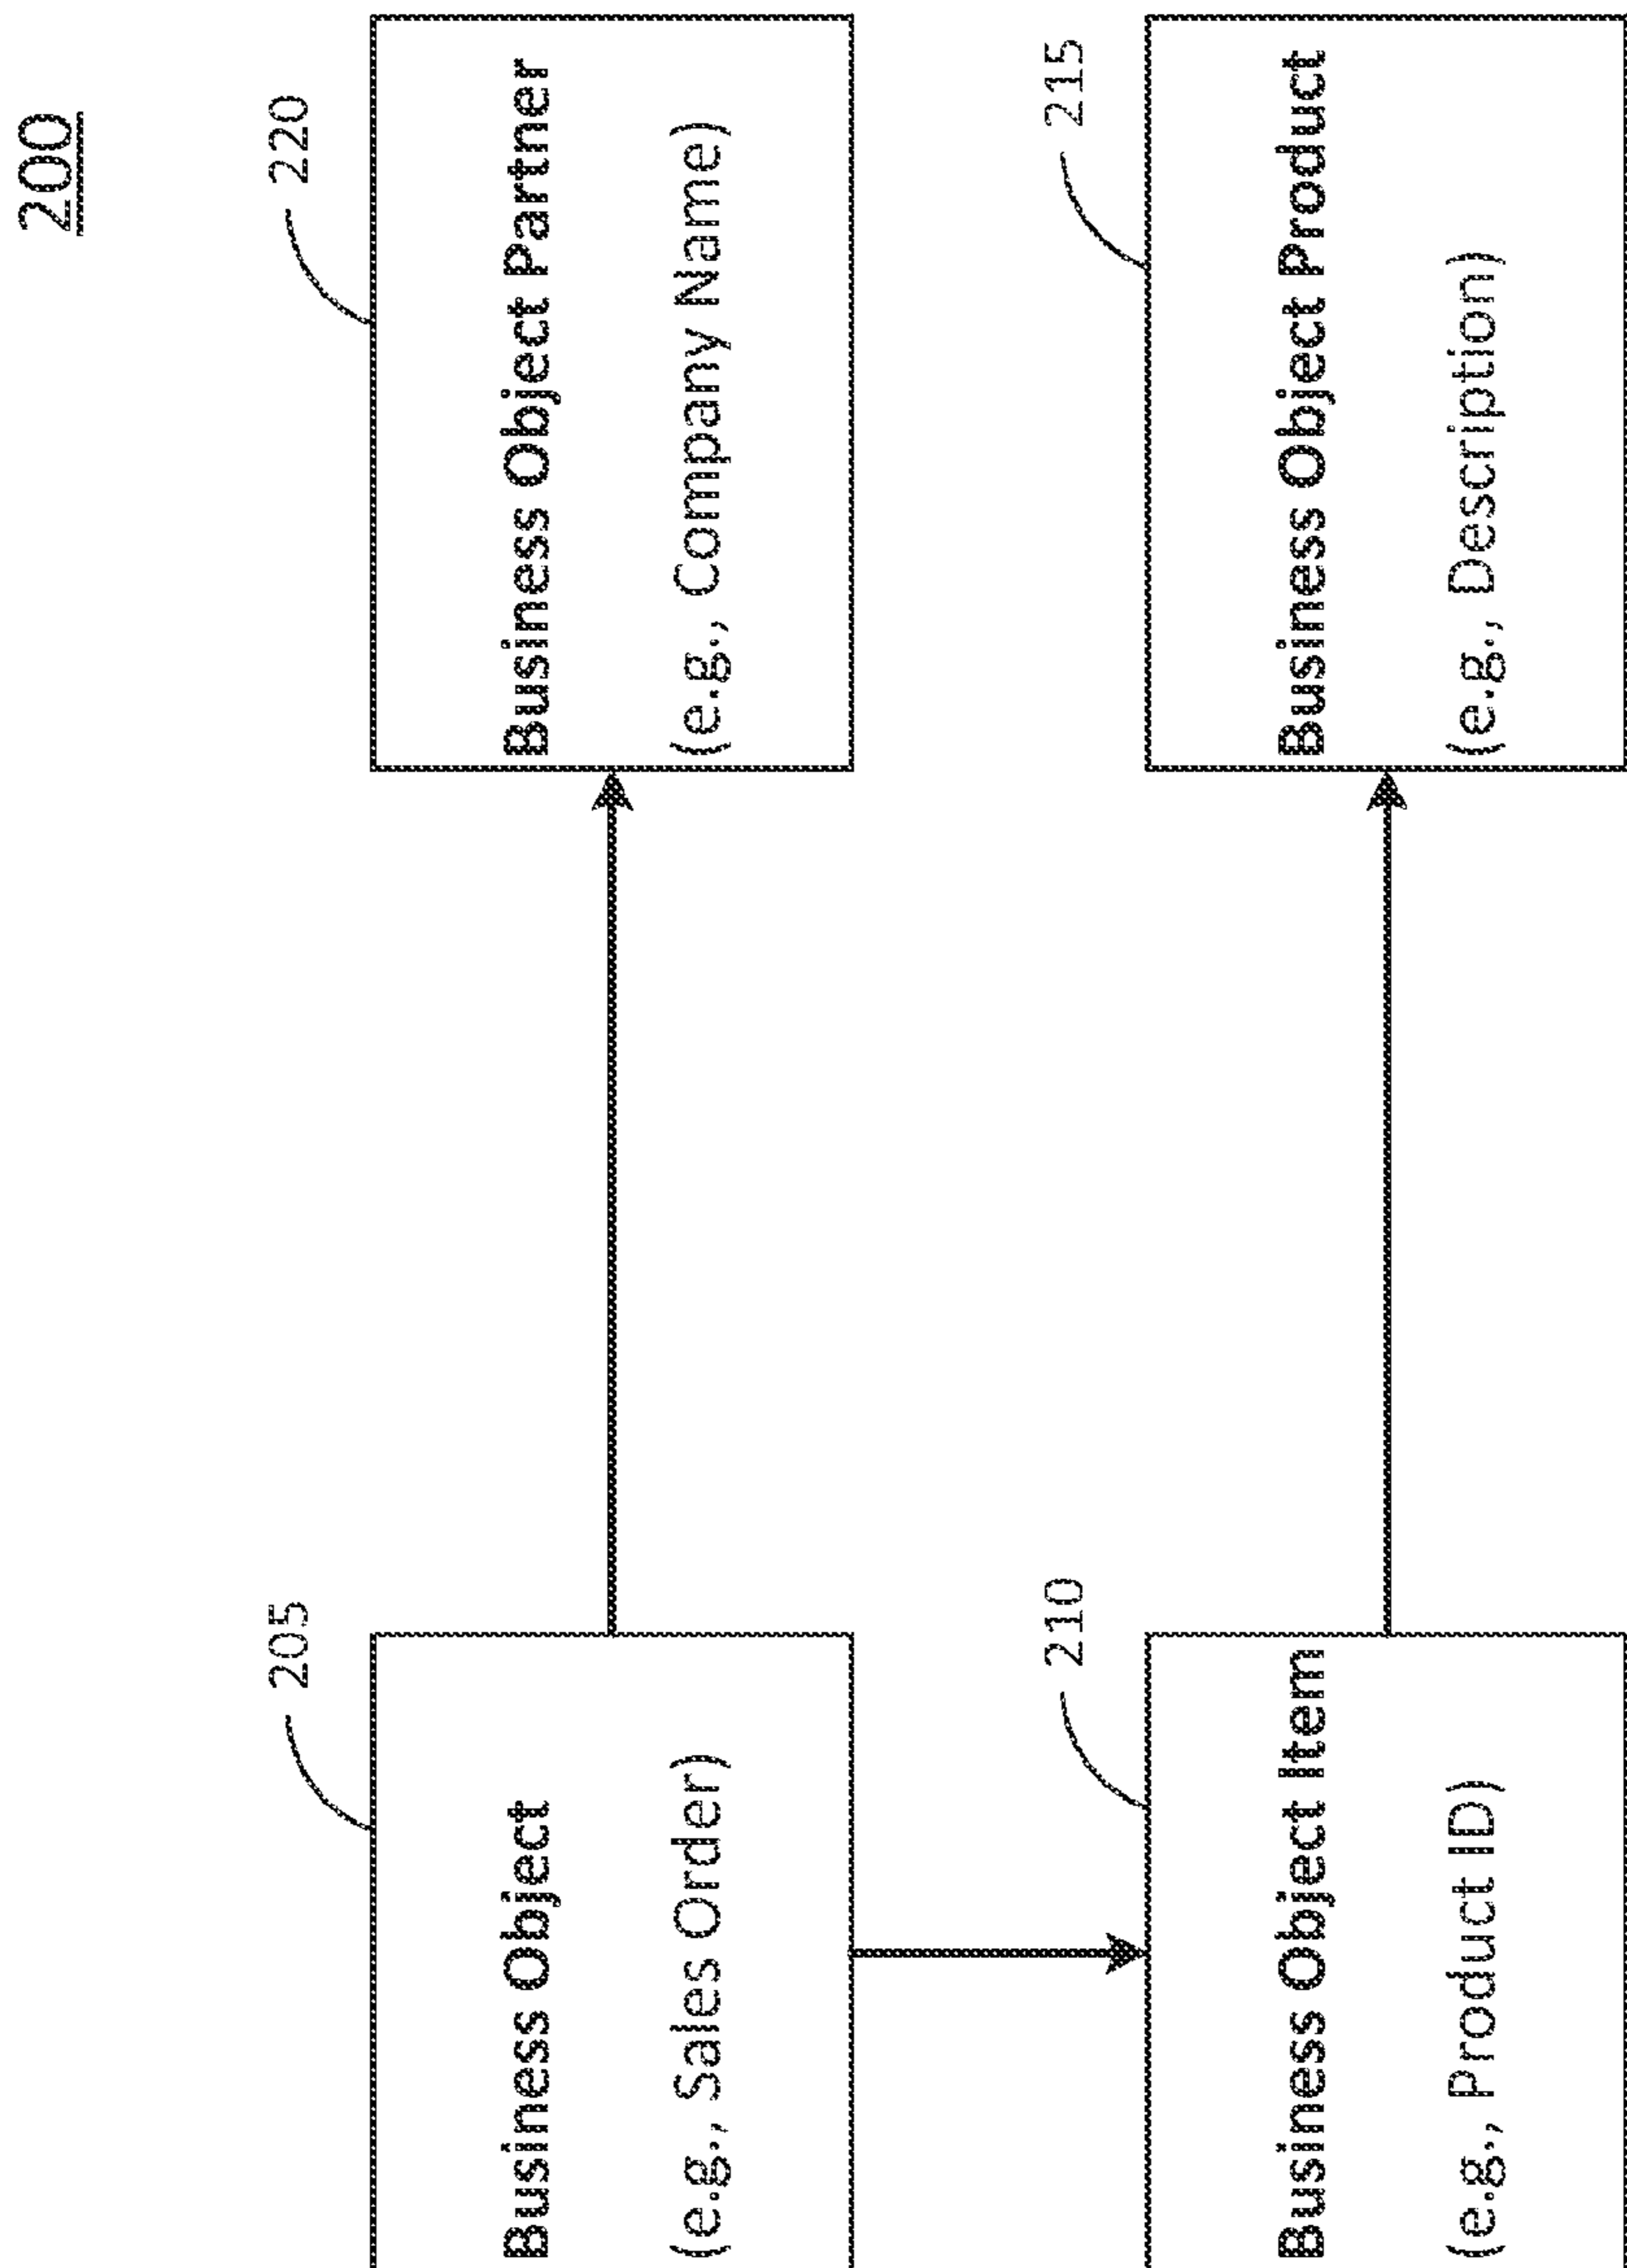 200
205
Business Object
(e.g., Sales Order)
220
Business Object Partner
(e.g., Company Name)
210
Business Object Item
(e.g., Product ID)
215
Business Object Product
(e.g., Description)